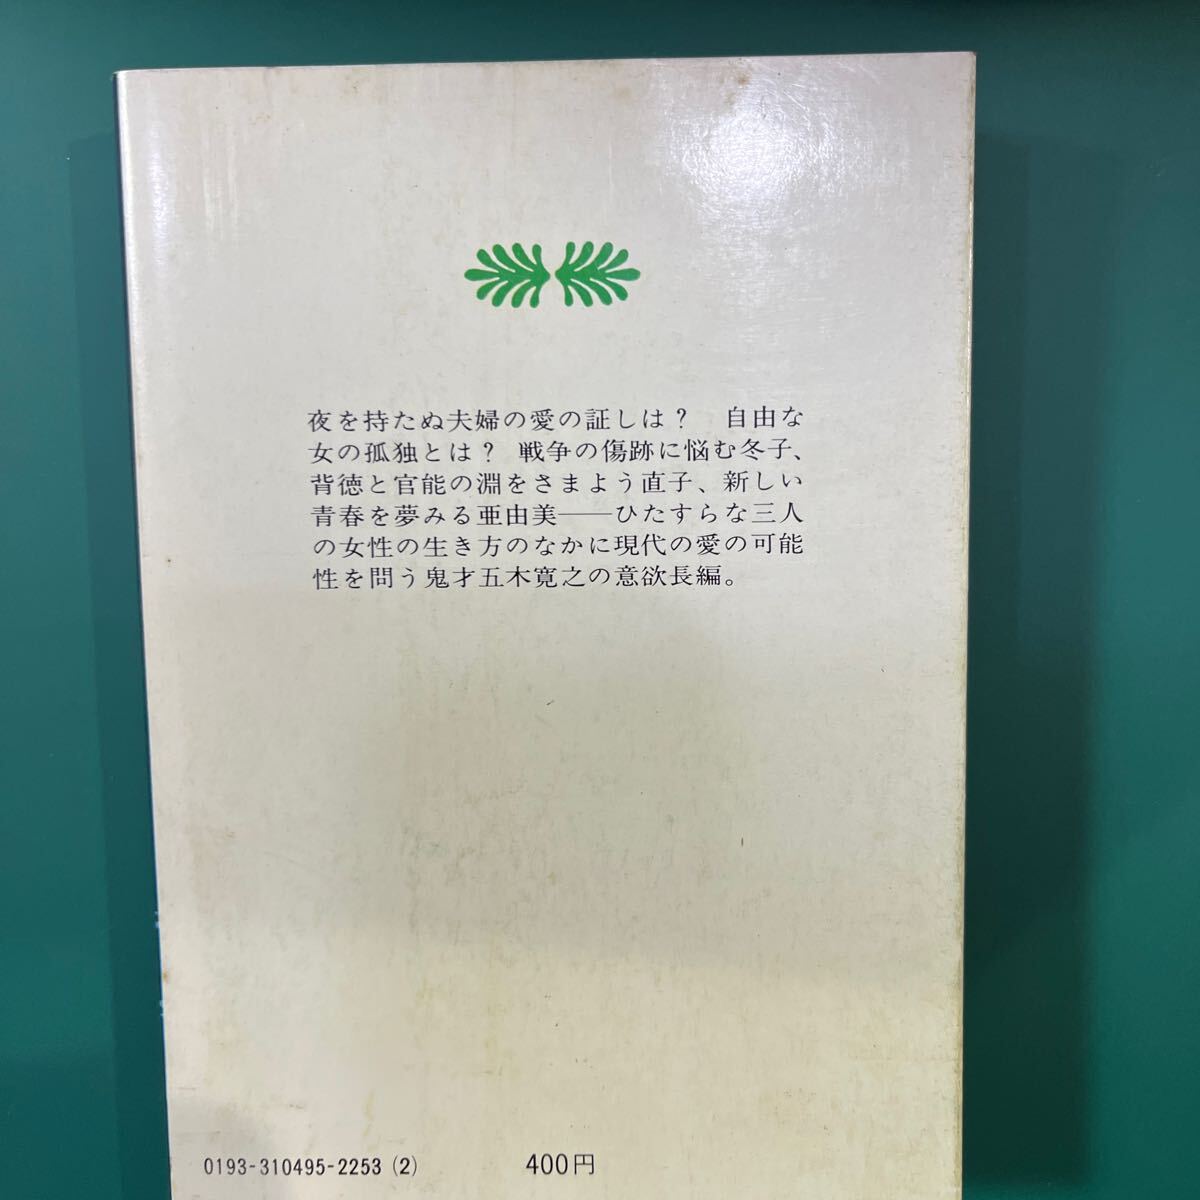 夜を持たぬ夫婦の愛の証しは？　自由な
女の孤独とは？ 戦争の傷跡に悩む冬子、
背徳と官能の淵をさまよう直子、新しい
青春を夢みる亜由美──ひたすらな三人
の女性の生き方のなかに現代の愛の可能
性を問う鬼才五木寛之の意欲長編。
0193-310495-2253 (2)
400円